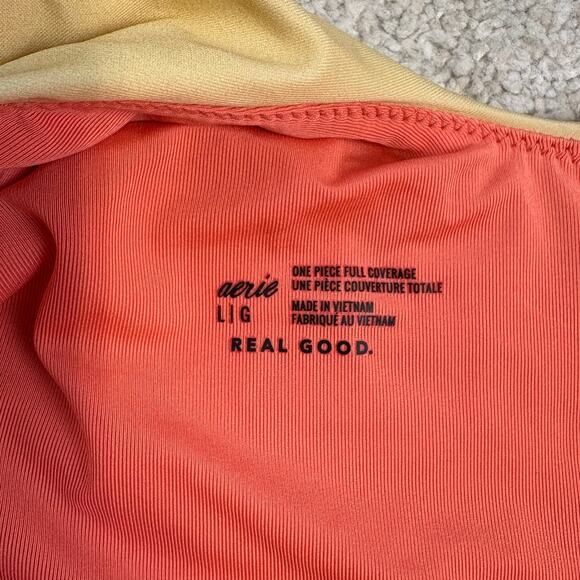 aerie
L|G
ONE PIECE FULL COVERAGE
UNE PIÈCE COUVERTURE TOTALE
MADE IN VIETNAM
FABRIQUÉ AU VIETNAM
REAL GOOD.